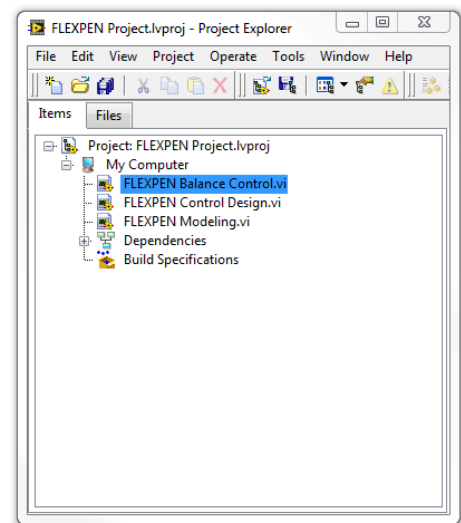 FLEXPEN Project.lvproj - Project Explorer
File Edit View Project Operate Tools Window Help
Items Files
Project: FLEXPEN Project.lvproj
My Computer
FLEXPEN Balance Control.vi
FLEXPEN Control Design.vi
FLEXPEN Modeling.vi
Dependencies
Build Specifications